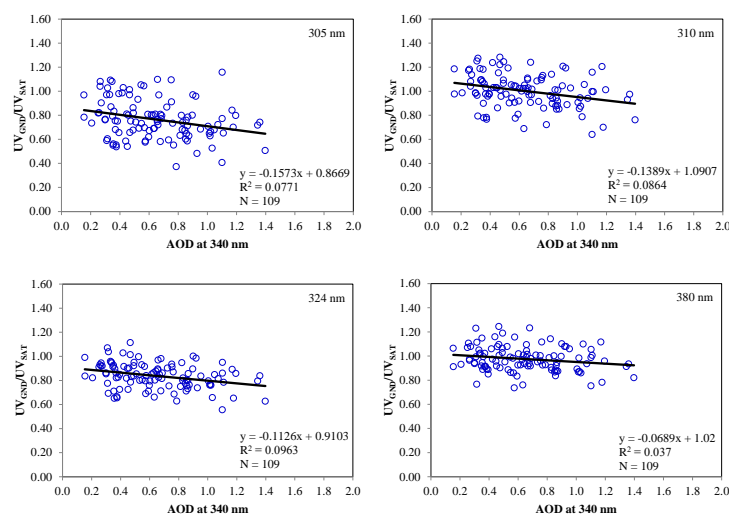 1.60
305 nm
1.40
1.20
1.00
0.80
0.60
0.40
0.20
0.00
UV_GND/UV_SAT
y = -0.1573x + 0.8669
R² = 0.0771
N = 109
0.0 0.2 0.4 0.6 0.8 1.0 1.2 1.4 1.6 1.8 2.0
AOD at 340 nm
1.60
310 nm
1.40
1.20
1.00
0.80
0.60
0.40
0.20
0.00
UV_GND/UV_SAT
y = -0.1389x + 1.0907
R² = 0.0864
N = 109
0.0 0.2 0.4 0.6 0.8 1.0 1.2 1.4 1.6 1.8 2.0
AOD at 340 nm
1.60
324 nm
1.40
1.20
1.00
0.80
0.60
0.40
0.20
0.00
UV_GND/UV_SAT
y = -0.1126x + 0.9103
R² = 0.0963
N = 109
0.0 0.2 0.4 0.6 0.8 1.0 1.2 1.4 1.6 1.8 2.0
AOD at 340 nm
1.60
380 nm
1.40
1.20
1.00
0.80
0.60
0.40
0.20
0.00
UV_GND/UV_SAT
y = -0.0689x + 1.02
R² = 0.037
N = 109
0.0 0.2 0.4 0.6 0.8 1.0 1.2 1.4 1.6 1.8 2.0
AOD at 340 nm